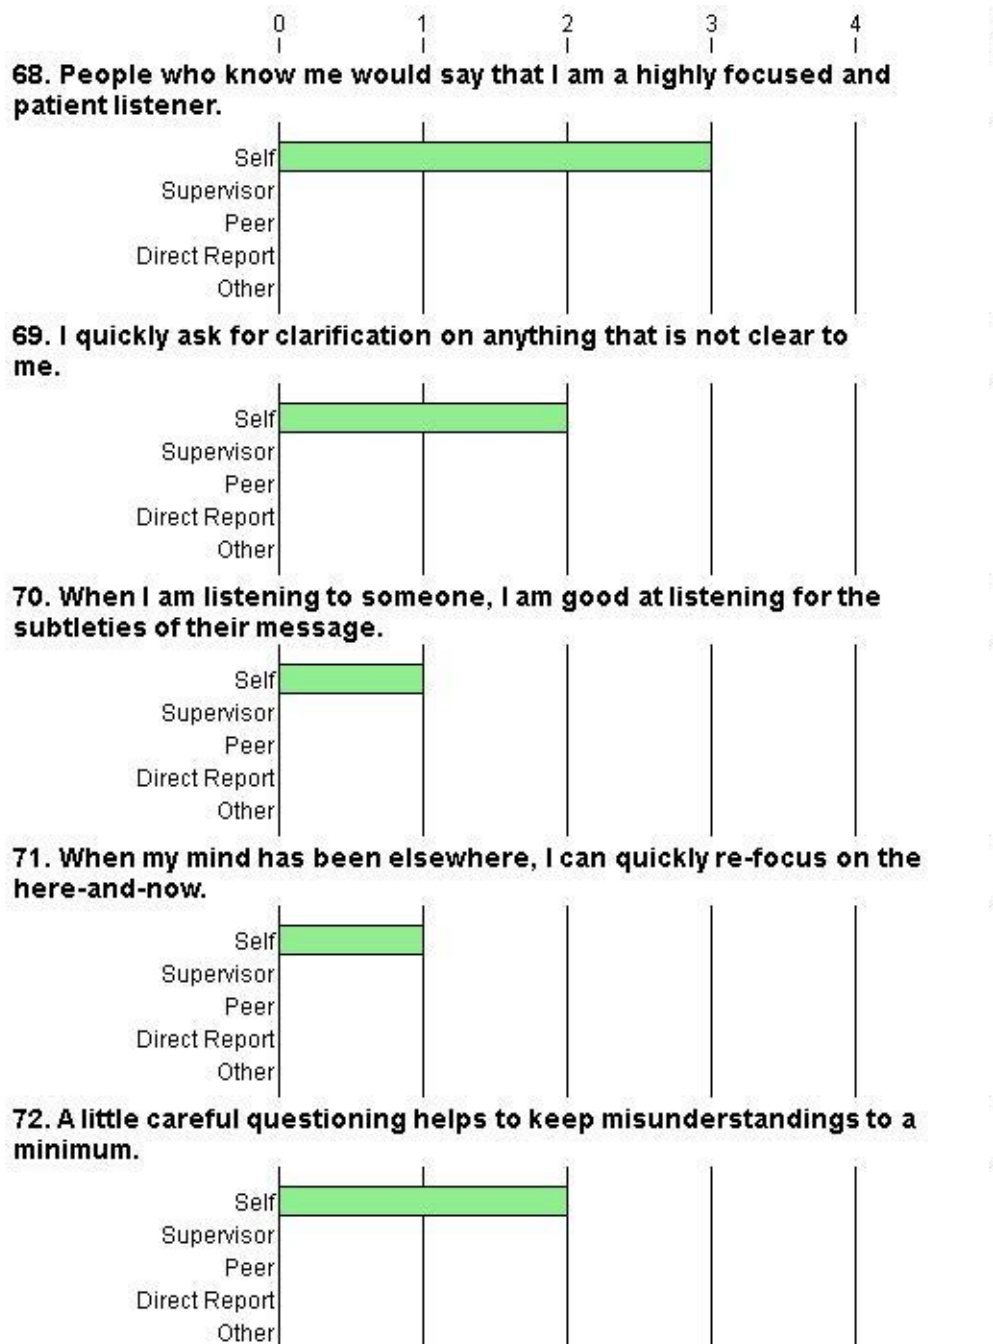 0 1 2 3 4
68. People who know me would say that I am a highly focused and
patient listener.
Self
Supervisor
Peer
Direct Report
Other
69. I quickly ask for clarification on anything that is not clear to
me.
Self
Supervisor
Peer
Direct Report
Other
70. When I am listening to someone, I am good at listening for the
subtleties of their message.
Self
Supervisor
Peer
Direct Report
Other
71. When my mind has been elsewhere, I can quickly re-focus on the
here-and-now.
Self
Supervisor
Peer
Direct Report
Other
72. A little careful questioning helps to keep misunderstandings to a
minimum.
Self
Supervisor
Peer
Direct Report
Other